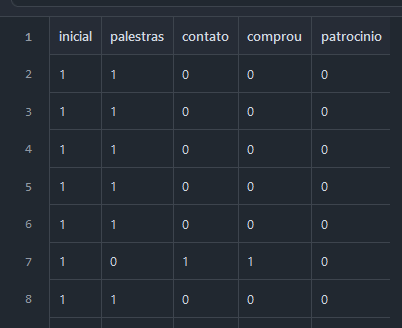 1 inicial palestras contato comprou patrocinio
2 1 1 0 0 0
3 1 1 0 0 0
4 1 1 0 0 0
5 1 1 0 0 0
6 1 1 0 0 0
7 1 0 1 1 0
8 1 1 0 0 0